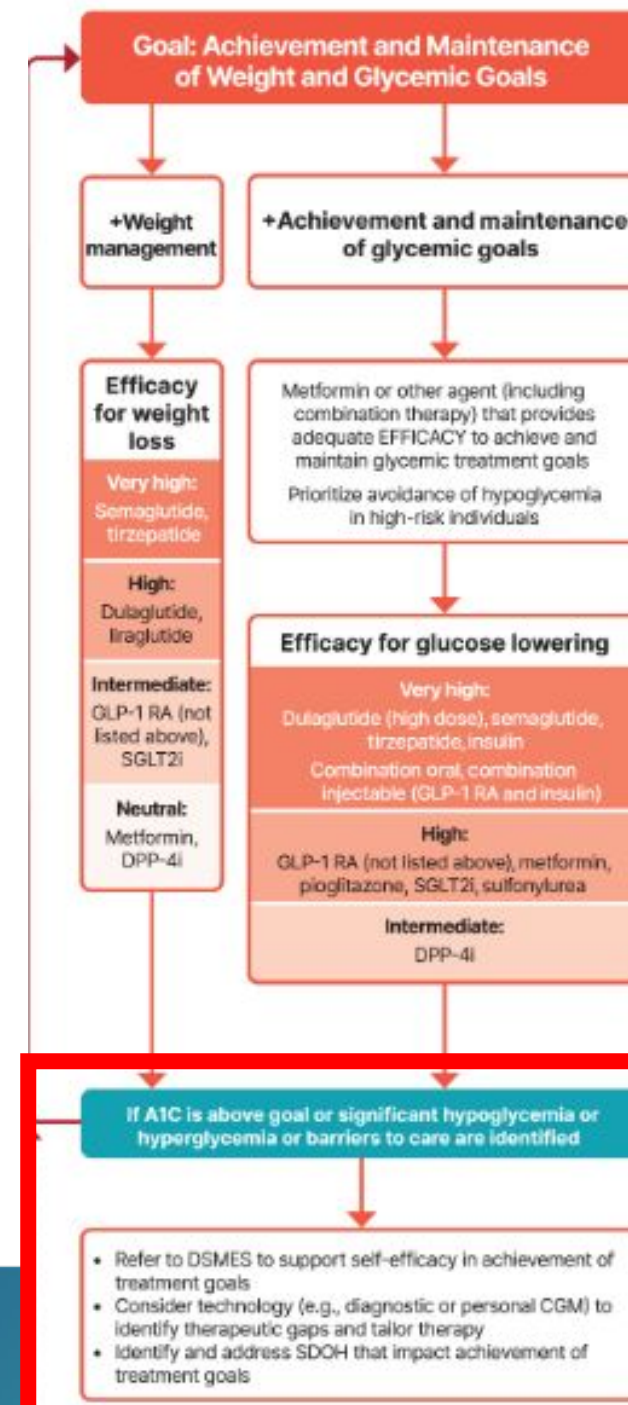 Goal: Achievement and Maintenance
of Weight and Glycemic Goals
+Weight
management
+Achievement and maintenance
of glycemic goals
Efficacy
for weight
loss
Very high:
Semaglutide,
tirzepatide
High:
Dulaglutide,
liraglutide
Intermediate:
GLP-1 RA (not
listed above),
SGLT2i
Neutral:
Metformin,
DPP-4i
Metformin or other agent (including
combination therapy) that provides
adequate EFFICACY to achieve and
maintain glycemic treatment goals
Prioritize avoidance of hypoglycemia
in high-risk individuals
Efficacy for glucose lowering
Very high:
Dulaglutide (high dose), semaglutide,
tirzepatide, insulin
Combination oral, combination
injectable (GLP-1 RA and insulin)
High:
GLP-1 RA (not listed above), metformin,
pioglitazone, SGLT2i, sulfonylurea
Intermediate:
DPP-4i
If A1C is above goal or significant hypoglycemia or
hyperglycemia or barriers to care are identified
• Refer to DSMES to support self-efficacy in achievement of
treatment goals
• Consider technology (e.g., diagnostic or personal CGM) to
identify therapeutic gaps and tailor therapy
• Identify and address SDOH that impact achievement of
treatment goals